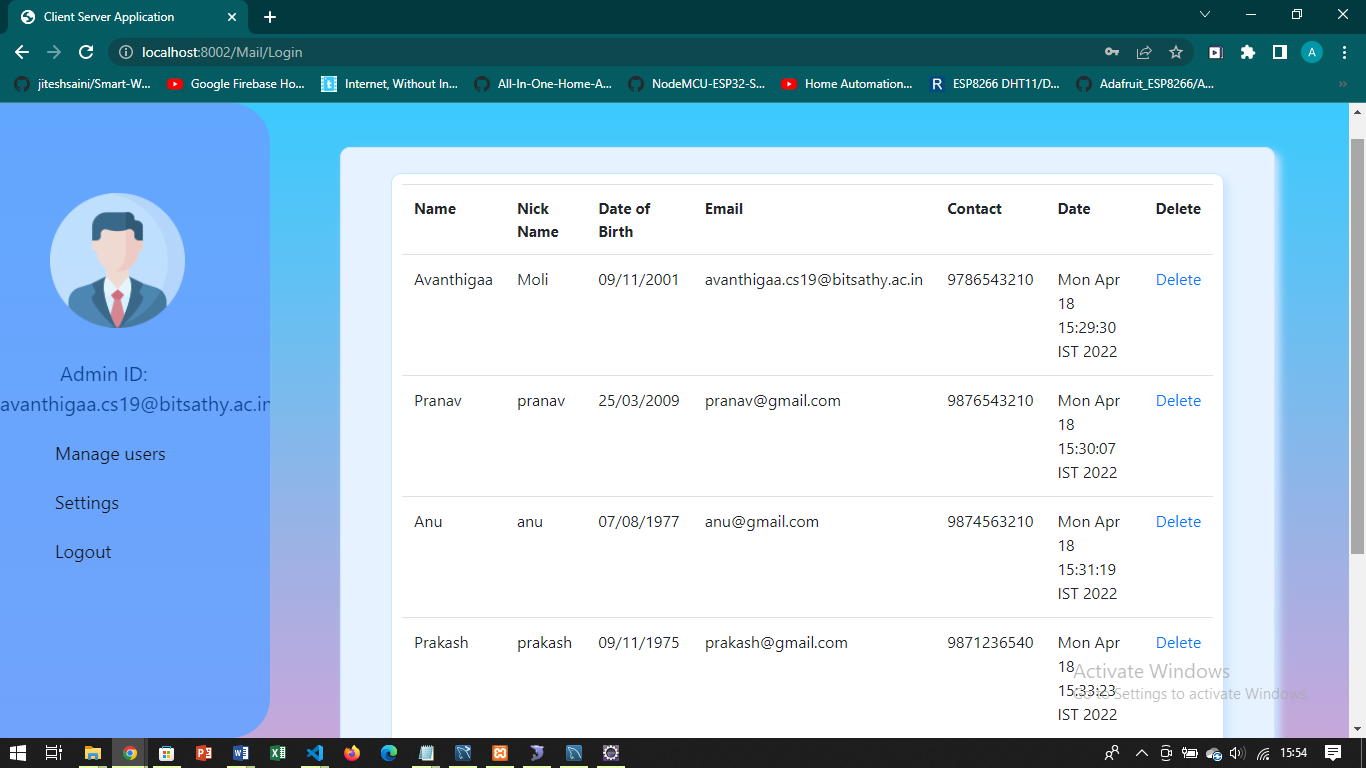 Client Server Application
localhost:8002/Mail/Login
A
jiteshsaini/Smart-W...
Google Firebase Ho...
Internet, Without In...
All-In-One-Home-A...
NodeMCU-ESP32-S...
Home Automation...
R ESP8266 DHT11/D...
Adafruit_ESP8266/A...
»
Admin ID:
avanthigaa.cs19@bitsathy.ac.in
Manage users
Settings
Logout
Name Nick Name Date of Birth Email Contact Date Delete
Avanthigaa Moli 09/11/2001 avanthigaa.cs19@bitsathy.ac.in 9786543210 Mon Apr Delete
18
15:29:30
IST 2022
Pranav pranav 25/03/2009 pranav@gmail.com 9876543210 Mon Apr Delete
18
15:30:07
IST 2022
Anu anu 07/08/1977 anu@gmail.com 9874563210 Mon Apr Delete
18
15:31:19
IST 2022
Prakash prakash 09/11/1975 prakash@gmail.com 9871236540 Mon Apr Delete
18
15:33:23
IST 2022
Activate Windows
Go to Settings to activate Windows.
15:54